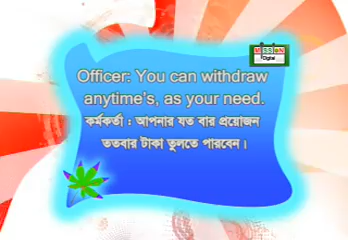 MISSION
Digital
Officer: You can withdraw
anytime's, as your need.
কর্মকর্তা : আপনার যত বার প্রয়োজন
ততবার টাকা তুলতে পারবেন।